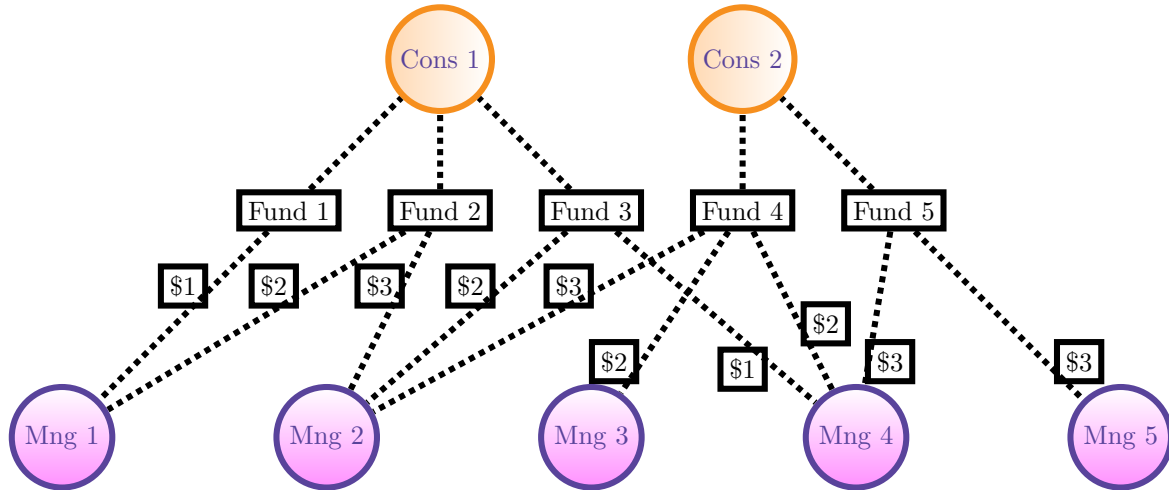 Cons 1
Cons 2
Fund 1
Fund 2
Fund 3
Fund 4
Fund 5
$1
$2
$3
$2
$3
$2
$2
$1
$3
$3
Mng 1
Mng 2
Mng 3
Mng 4
Mng 5